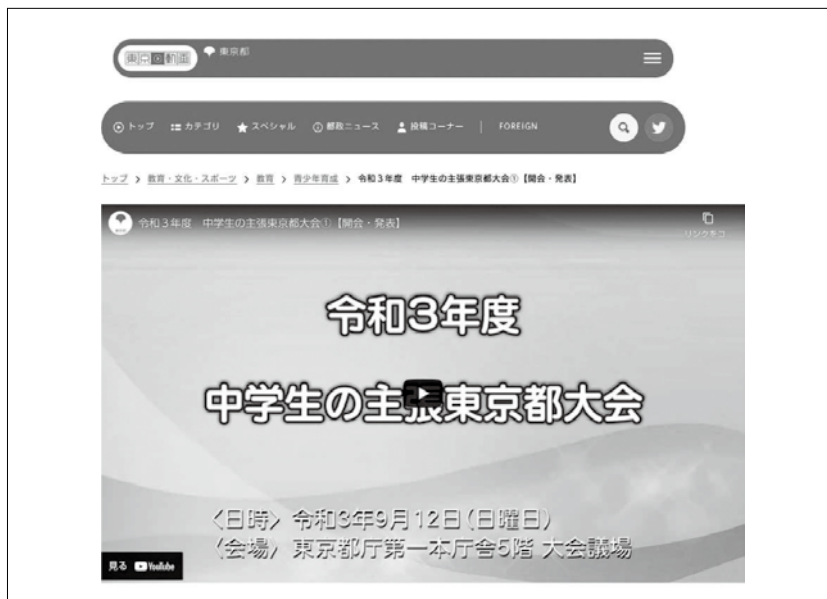 東京動画 東京都
トップ カテゴリ スペシャル 都政ニュース 投稿コーナー | FOREIGN
トップ > 教育・文化・スポーツ > 教育 > 青少年育成 > 令和3年度 中学生の主張東京都大会①【開会・発表】
令和3年度 中学生の主張東京都大会①【開会・発表】
リンクをコ
令和3年度
中学生の主張東京都大会
〈日時〉 令和3年9月12日(日曜日)
〈会場〉 東京都庁第一本庁舎5階 大会議場
見る YouTube